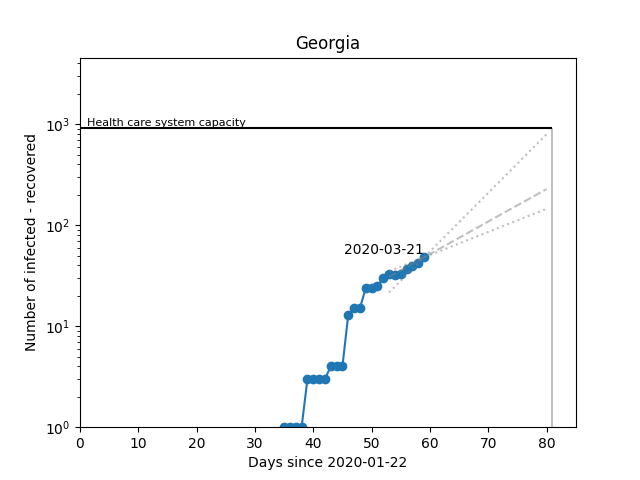 Georgia
Number of infected - recovered
10³
10²
10¹
10⁰
Health care system capacity
2020-03-21
0 10 20 30 40 50 60 70 80
Days since 2020-01-22